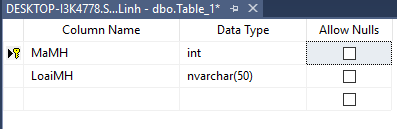 DESKTOP-I3K4778.S...Linh - dbo.Table_1*
Column Name Data Type Allow Nulls
MaMH int
LoaiMH nvarchar(50)